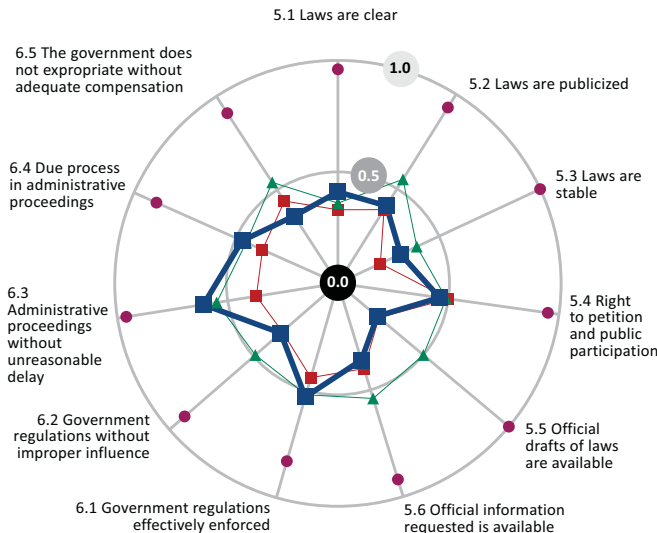 5.1 Laws are clear
1.0
5.2 Laws are publicized
5.3 Laws are
stable
5.4 Right
to petition
and public
participation
5.5 Official
drafts of laws
are available
5.6 Official information
requested is available
6.1 Government regulations
effectively enforced
6.2 Government
regulations without
improper influence
6.3
Administrative
proceedings
without
unreasonable
delay
6.4 Due process
in administrative
proceedings
6.5 The government does
not expropriate without
adequate compensation
0.5
0.0